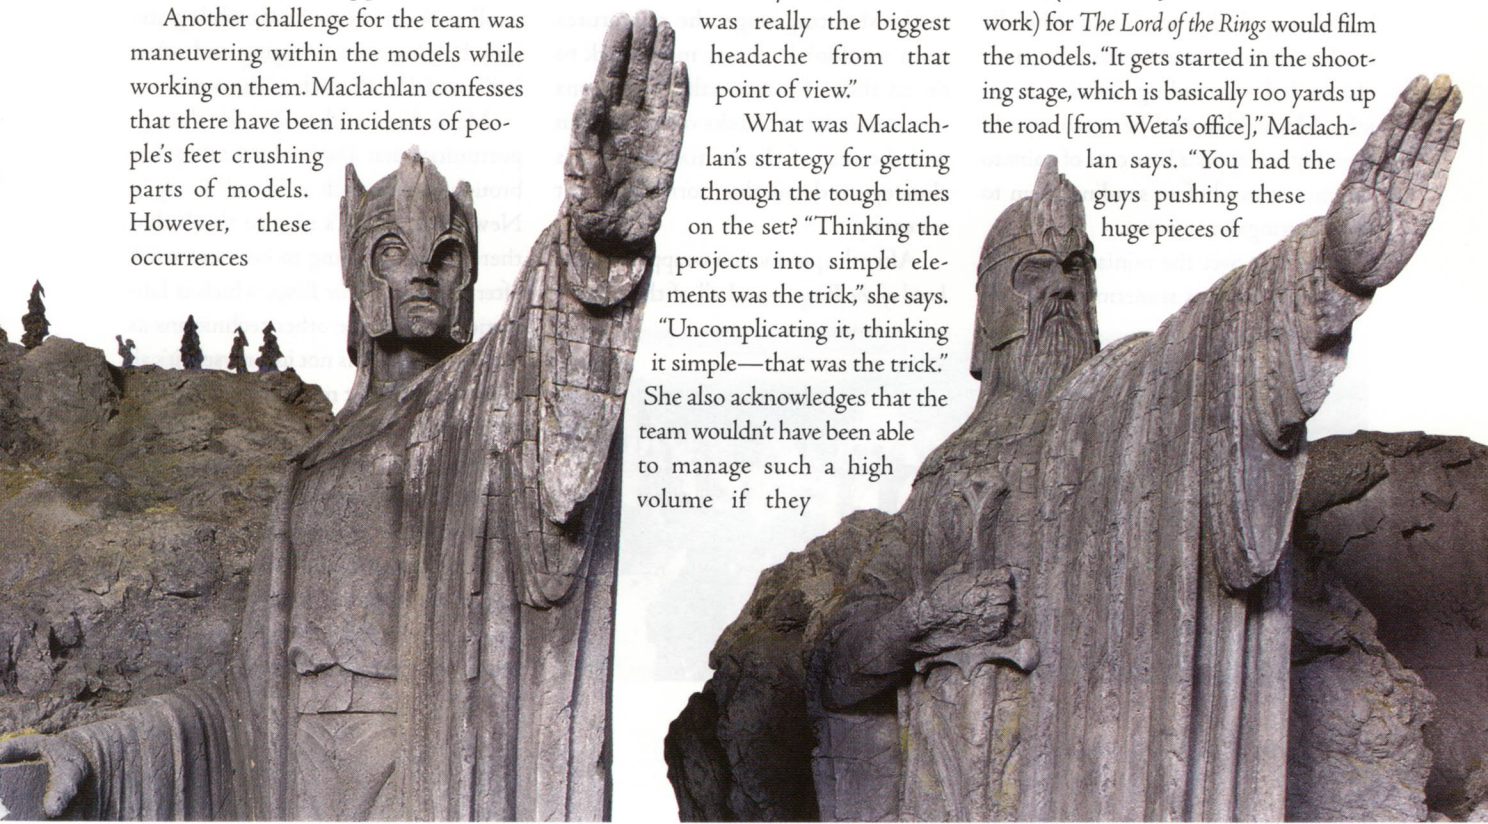 Another challenge for the team was
maneuvering within the models while
working on them. Maclachlan confesses
that there have been incidents of peo-
ple's feet crushing
parts of models.
However, these
occurrences
was really the biggest
headache from that
point of view."
What was Maclach-
lan's strategy for getting
through the tough times
on the set? "Thinking the
projects into simple ele-
ments was the trick," she says.
"Uncomplicating it, thinking
it simple—that was the trick."
She also acknowledges that the
team wouldn't have been able
to manage such a high
volume if they
work) for The Lord of the Rings would film
the models. "It gets started in the shoot-
ing stage, which is basically 100 yards up
the road [from Weta's office]," Maclach-
lan says. "You had the
guys pushing these
huge pieces of